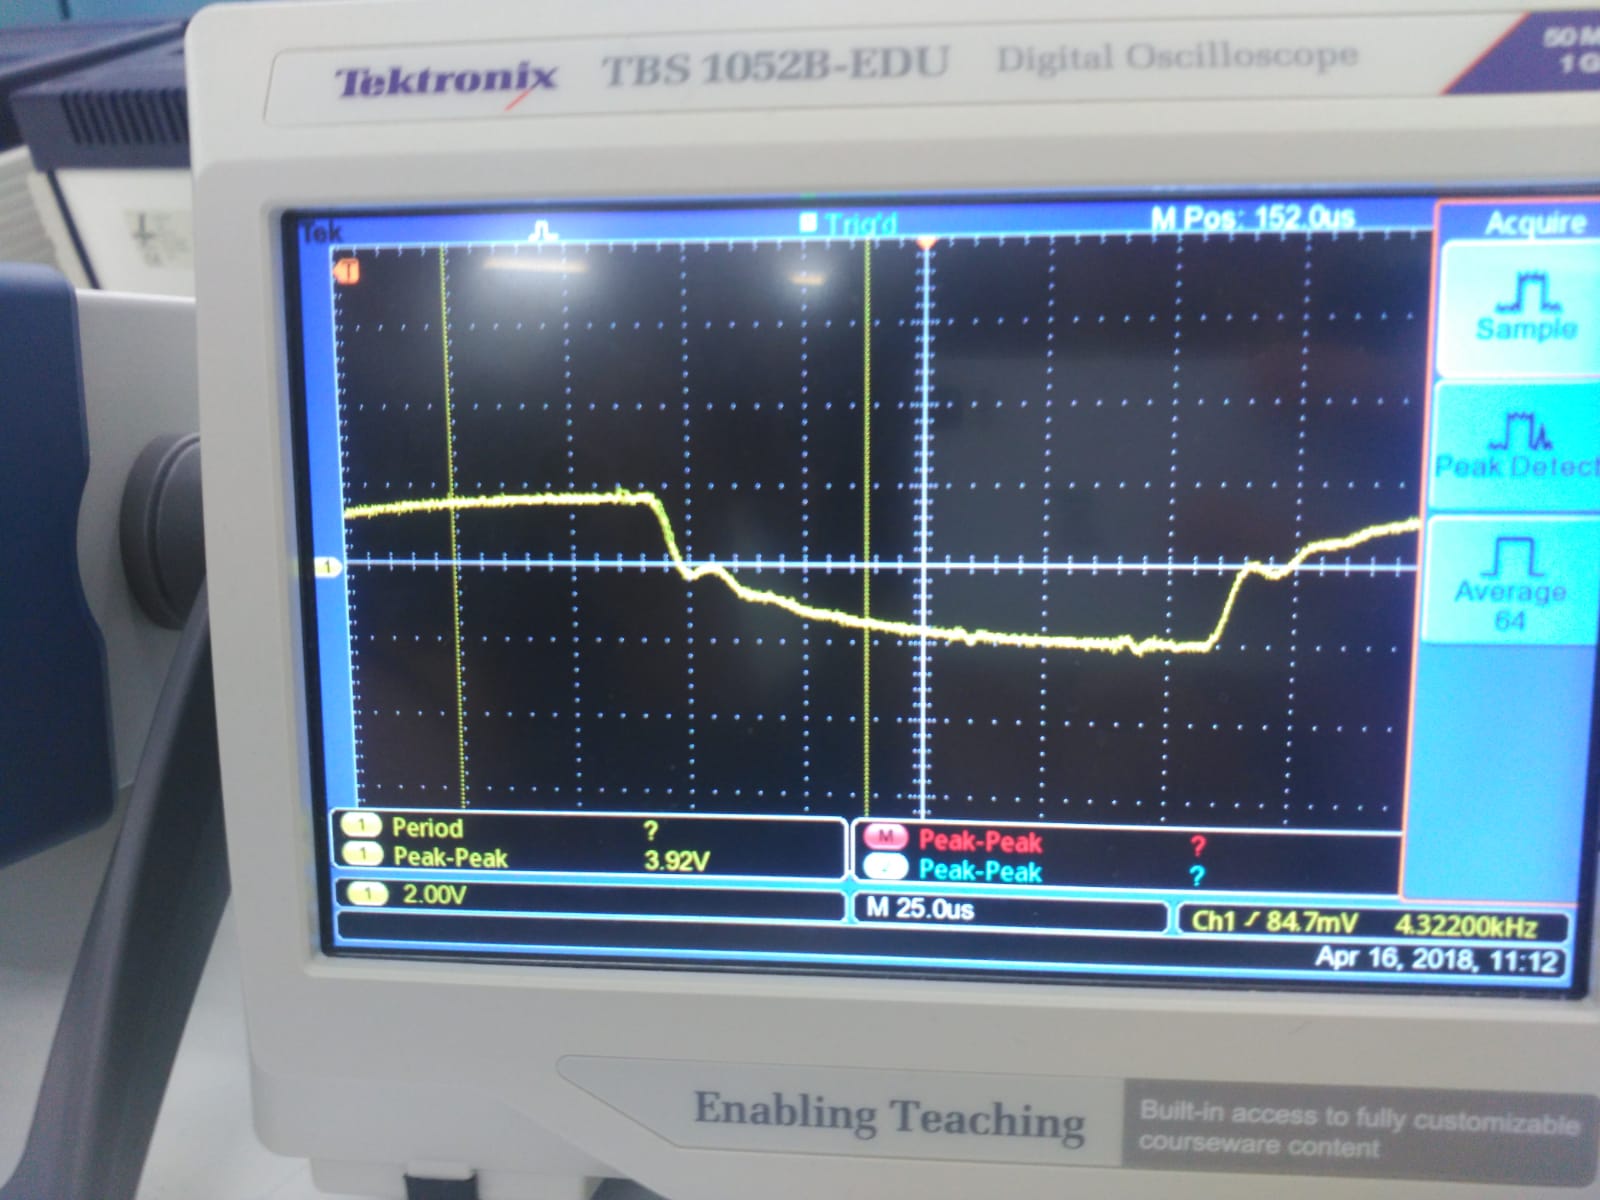 Tektronix TBS 1052B-EDU Digital Oscilloscope
Tek Trig'd M Pos: 152.0us Acquire
T
Sample
Peak Detect
1
Average
64
1 Period ?
1 Peak-Peak 3.92V
M Peak-Peak ?
Peak-Peak ?
1 2.00V
M 25.0us
Ch1 / 84.7mV 4.32200kHz
Apr 16, 2018, 11:12
Enabling Teaching
Built-in access to fully customizable
courseware content